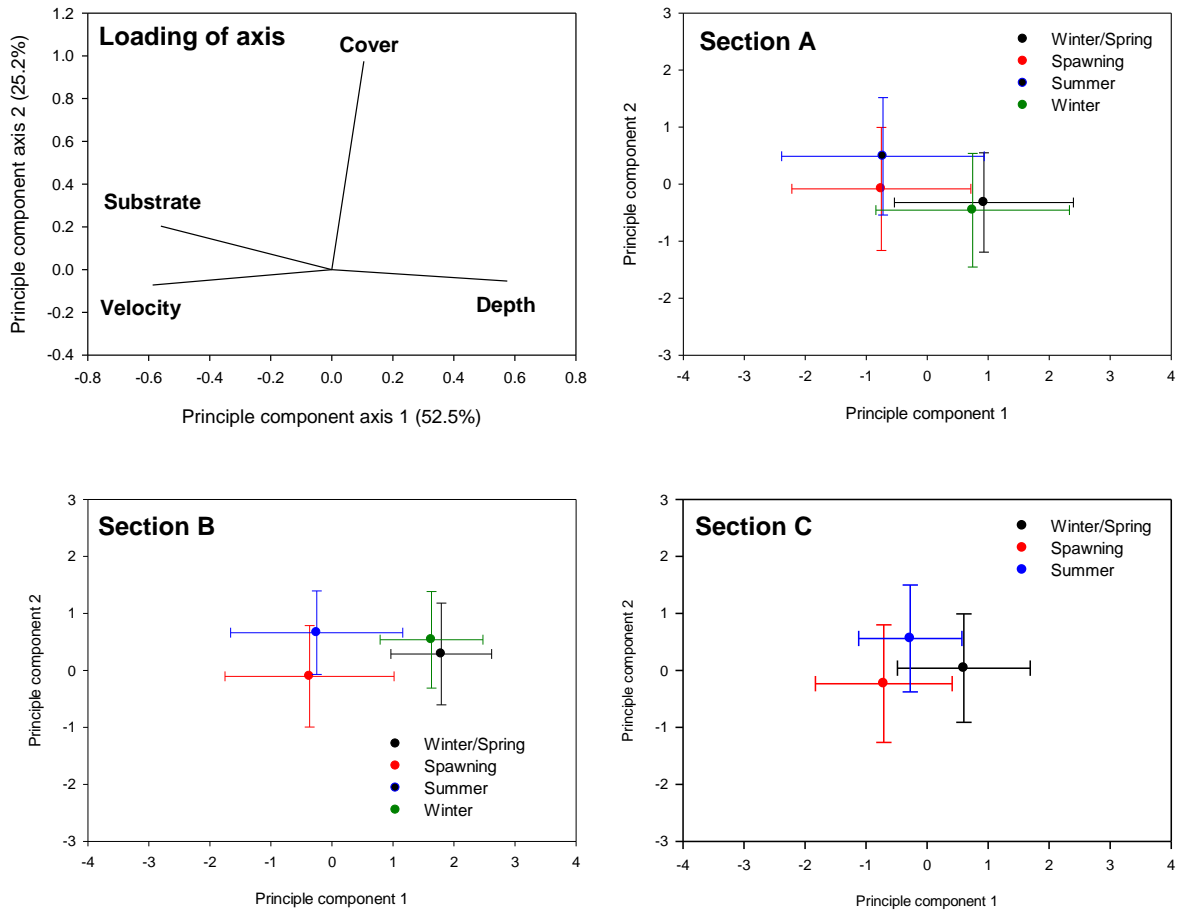 Loading of axis
Cover
Substrate
Velocity
Depth
Principle component axis 2 (25.2%)
1.2
1.0
0.8
0.6
0.4
0.2
0.0
-0.2
-0.4
-0.8 -0.6 -0.4 -0.2 0.0 0.2 0.4 0.6 0.8
Principle component axis 1 (52.5%)
Section A
Winter/Spring
Spawning
Summer
Winter
Principle component 2
3
2
1
0
-1
-2
-3
-4 -3 -2 -1 0 1 2 3 4
Principle component 1
Section B
Winter/Spring
Spawning
Summer
Winter
Principle component 2
3
2
1
0
-1
-2
-3
-4 -3 -2 -1 0 1 2 3 4
Principle component 1
Section C
Winter/Spring
Spawning
Summer
Principle component 2
3
2
1
0
-1
-2
-3
-4 -3 -2 -1 0 1 2 3 4
Principle component 1